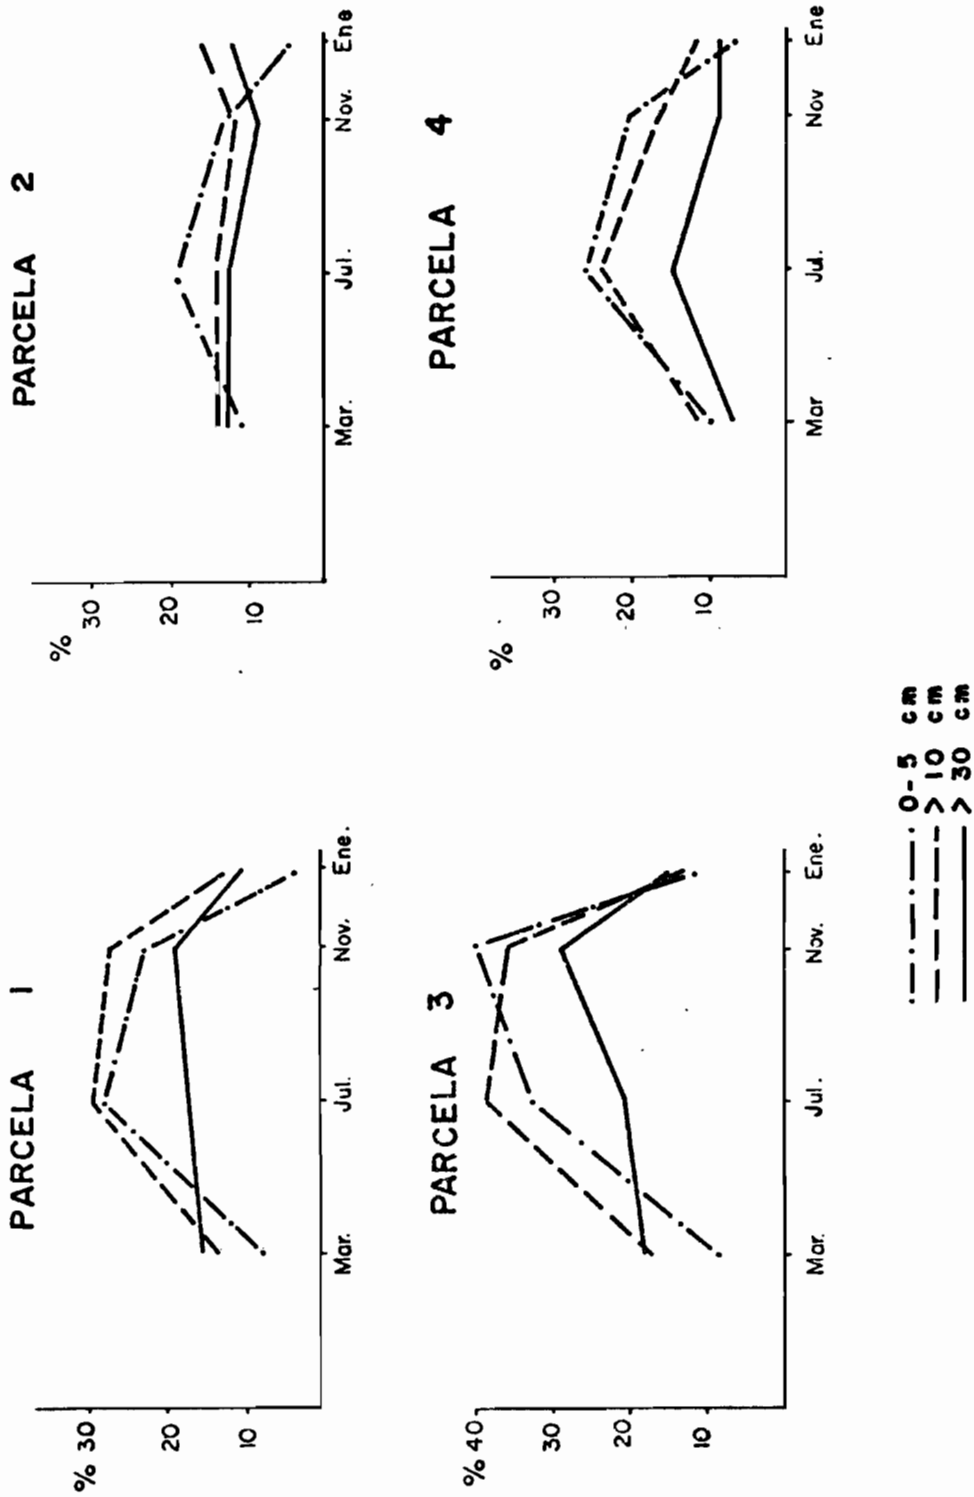 PARCELA 1
% 30
20
10
Mar.
Jul.
Nov.
Ene.
PARCELA 2
%
30
20
10
Mar.
Jul.
Nov.
Ene
PARCELA 3
% 40
30
20
10
Mar.
Jul.
Nov.
Ene.
PARCELA 4
%
30
20
10
Mar
Jul.
Nov
Ene
0-5 cm
> 10 cm
> 30 cm